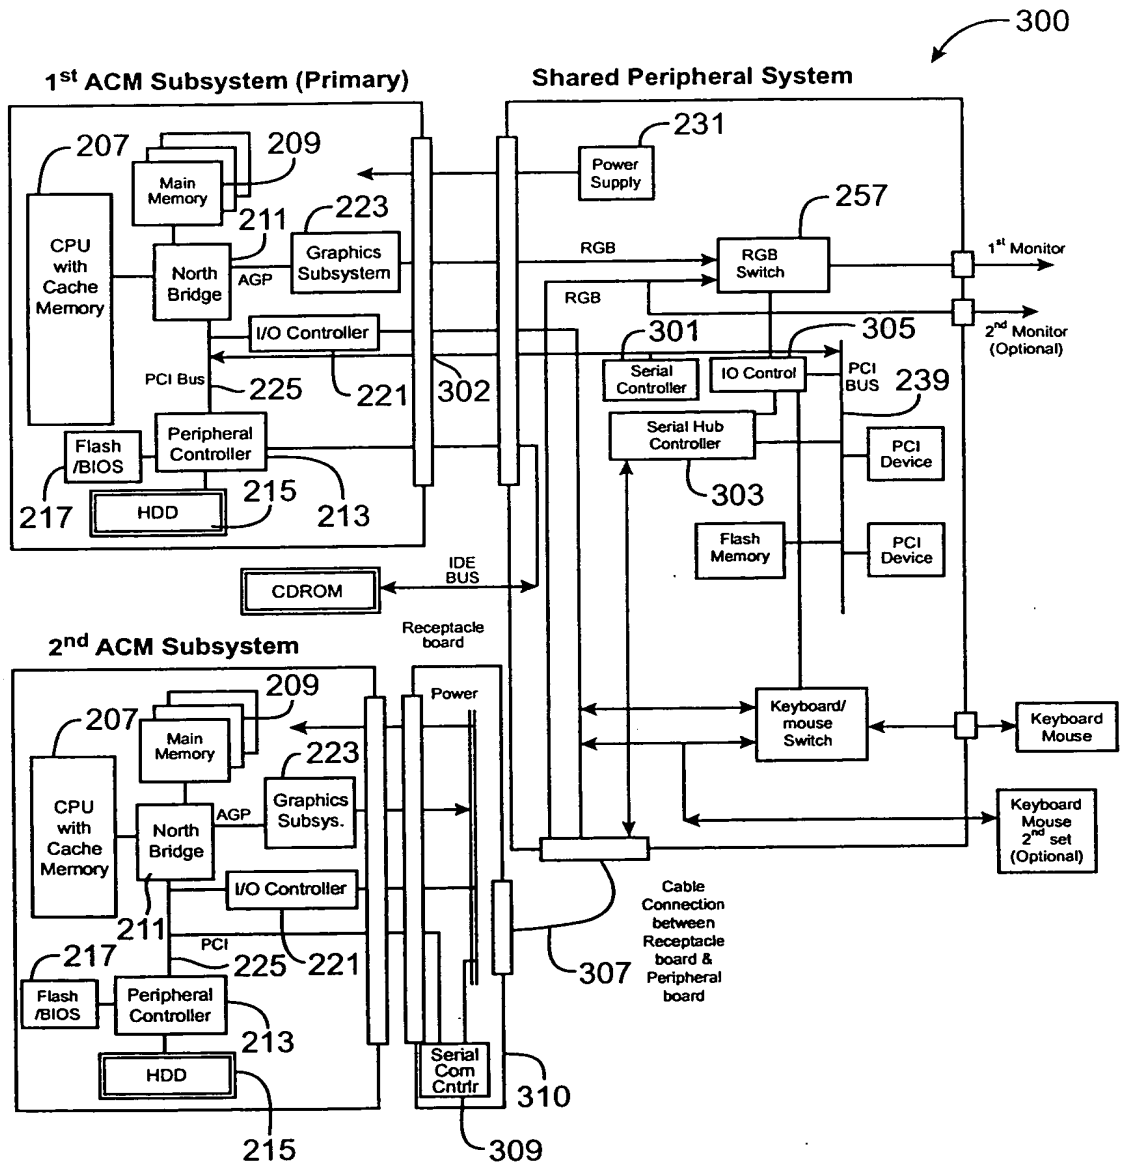 300
1st ACM Subsystem (Primary)
Shared Peripheral System
207
209
231
Main
Memory
Power
Supply
211
223
257
CPU
with
Cache
Memory
North
Bridge
AGP
Graphics
Subsystem
RGB
RGB
Switch
1st Monitor
RGB
I/O Controller
301
305
2nd Monitor
(Optional)
PCI Bus
225
221
302
Serial
Controller
IO Control
PCI
BUS
239
Flash
/BIOS
Peripheral
Controller
Serial Hub
Controller
PCI
Device
217
HDD
215
213
303
Flash
Memory
PCI
Device
CDROM
IDE
BUS
Receptacle
board
2nd ACM Subsystem
207
209
Power
Main
Memory
223
Keyboard/
mouse
Switch
Keyboard
Mouse
CPU
with
Cache
Memory
North
Bridge
AGP
Graphics
Subsys.
Keyboard
Mouse
2nd set
(Optional)
I/O Controller
211
221
PCI
225
Cable
Connection
between
Receptacle
board &
Peripheral
board
307
217
Flash
/BIOS
Peripheral
Controller
213
HDD
215
Serial
Com
Cntrlr
310
309